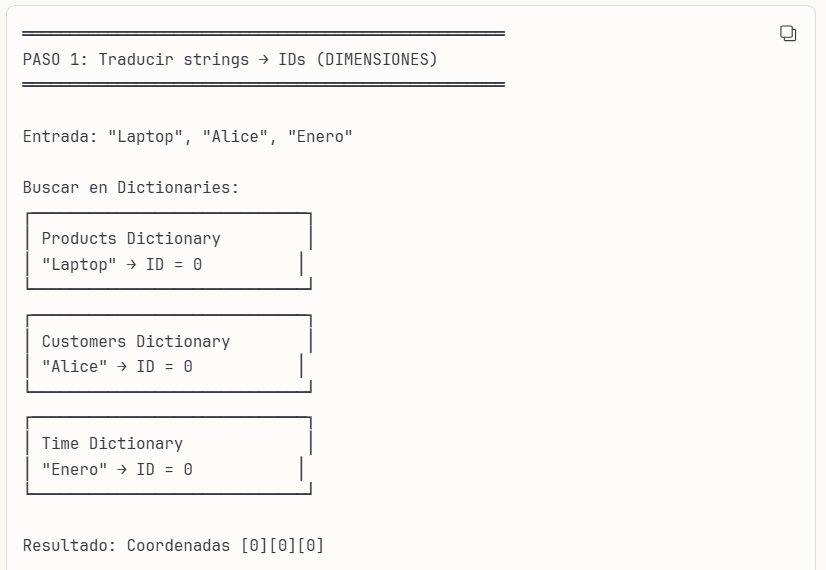 PASO 1: Traducir strings → IDs (DIMENSIONES)
Entrada: "Laptop", "Alice", "Enero"
Buscar en Dictionaries:
Products Dictionary
"Laptop" → ID = 0
Customers Dictionary
"Alice" → ID = 0
Time Dictionary
"Enero" → ID = 0
Resultado: Coordenadas [0][0][0]